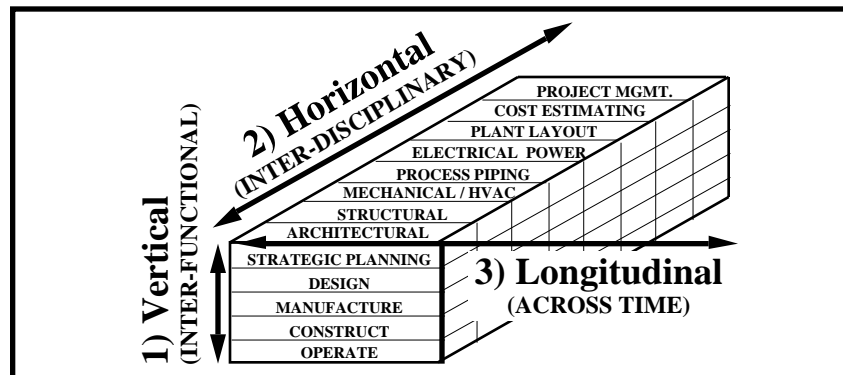 2) Horizontal
(INTER-DISCIPLINARY)
PROJECT MGMT.
COST ESTIMATING
PLANT LAYOUT
ELECTRICAL POWER
PROCESS PIPING
MECHANICAL / HVAC
STRUCTURAL
ARCHITECTURAL
1) Vertical
(INTER-FUNCTIONAL)
STRATEGIC PLANNING
DESIGN
MANUFACTURE
CONSTRUCT
OPERATE
3) Longitudinal
(ACROSS TIME)